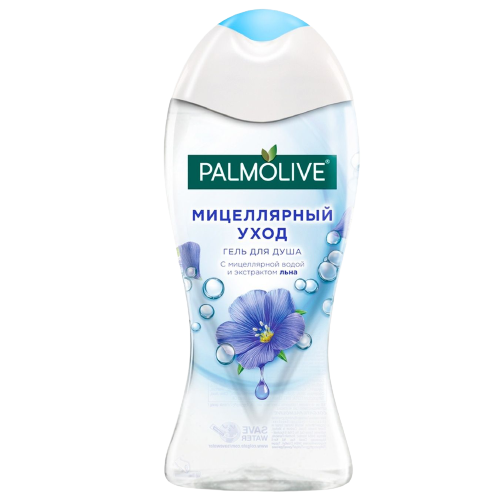 PALMOLIVE®
МИЦЕЛЛЯРНЫЙ
УХОД
ГЕЛЬ ДЛЯ ДУША
С мицеллярной водой
и экстрактом льна
SAVE
WATER